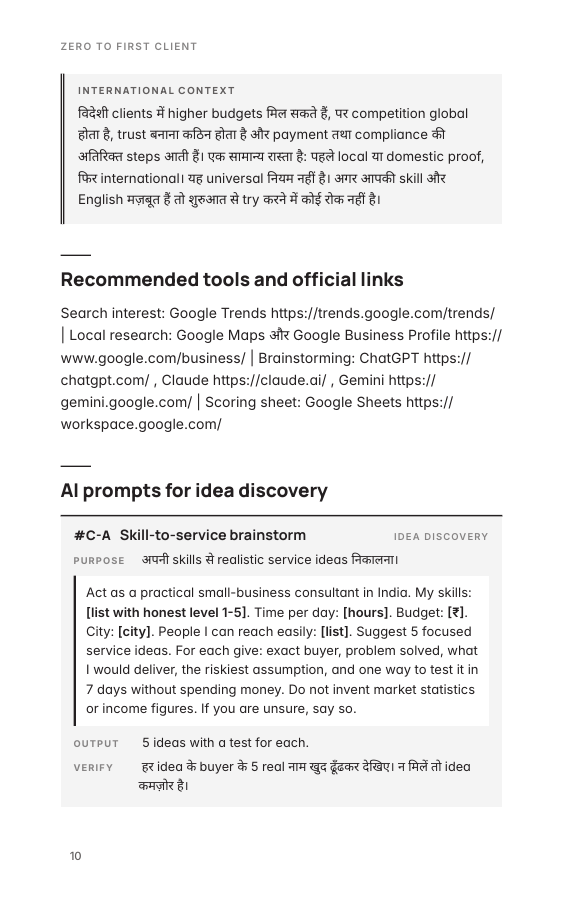 ZERO TO FIRST CLIENT
INTERNATIONAL CONTEXT
विदेशी clients में higher budgets मिल सकते हैं, पर competition global
होता है, trust बनाना कठिन होता है और payment तथा compliance की
अतिरिक्त steps आती हैं। एक सामान्य रास्ता है: पहले local या domestic proof,
फिर international। यह universal नियम नहीं है। अगर आपकी skill और
English मज़बूत हैं तो शुरुआत से try करने में कोई रोक नहीं है।
Recommended tools and official links
Search interest: Google Trends https://trends.google.com/trends/
| Local research: Google Maps और Google Business Profile https://
www.google.com/business/ | Brainstorming: ChatGPT https://
chatgpt.com/ , Claude https://claude.ai/ , Gemini https://
gemini.google.com/ | Scoring sheet: Google Sheets https://
workspace.google.com/
AI prompts for idea discovery
#C-A Skill-to-service brainstorm IDEA DISCOVERY
PURPOSE अपनी skills से realistic service ideas निकालना।
Act as a practical small-business consultant in India. My skills:
[list with honest level 1-5]. Time per day: [hours]. Budget: [₹].
City: [city]. People I can reach easily: [list]. Suggest 5 focused
service ideas. For each give: exact buyer, problem solved, what
I would deliver, the riskiest assumption, and one way to test it in
7 days without spending money. Do not invent market statistics
or income figures. If you are unsure, say so.
OUTPUT 5 ideas with a test for each.
VERIFY हर idea के buyer के 5 real नाम खुद ढूँढकर देखिए। न मिलें तो idea
कमज़ोर है।
10